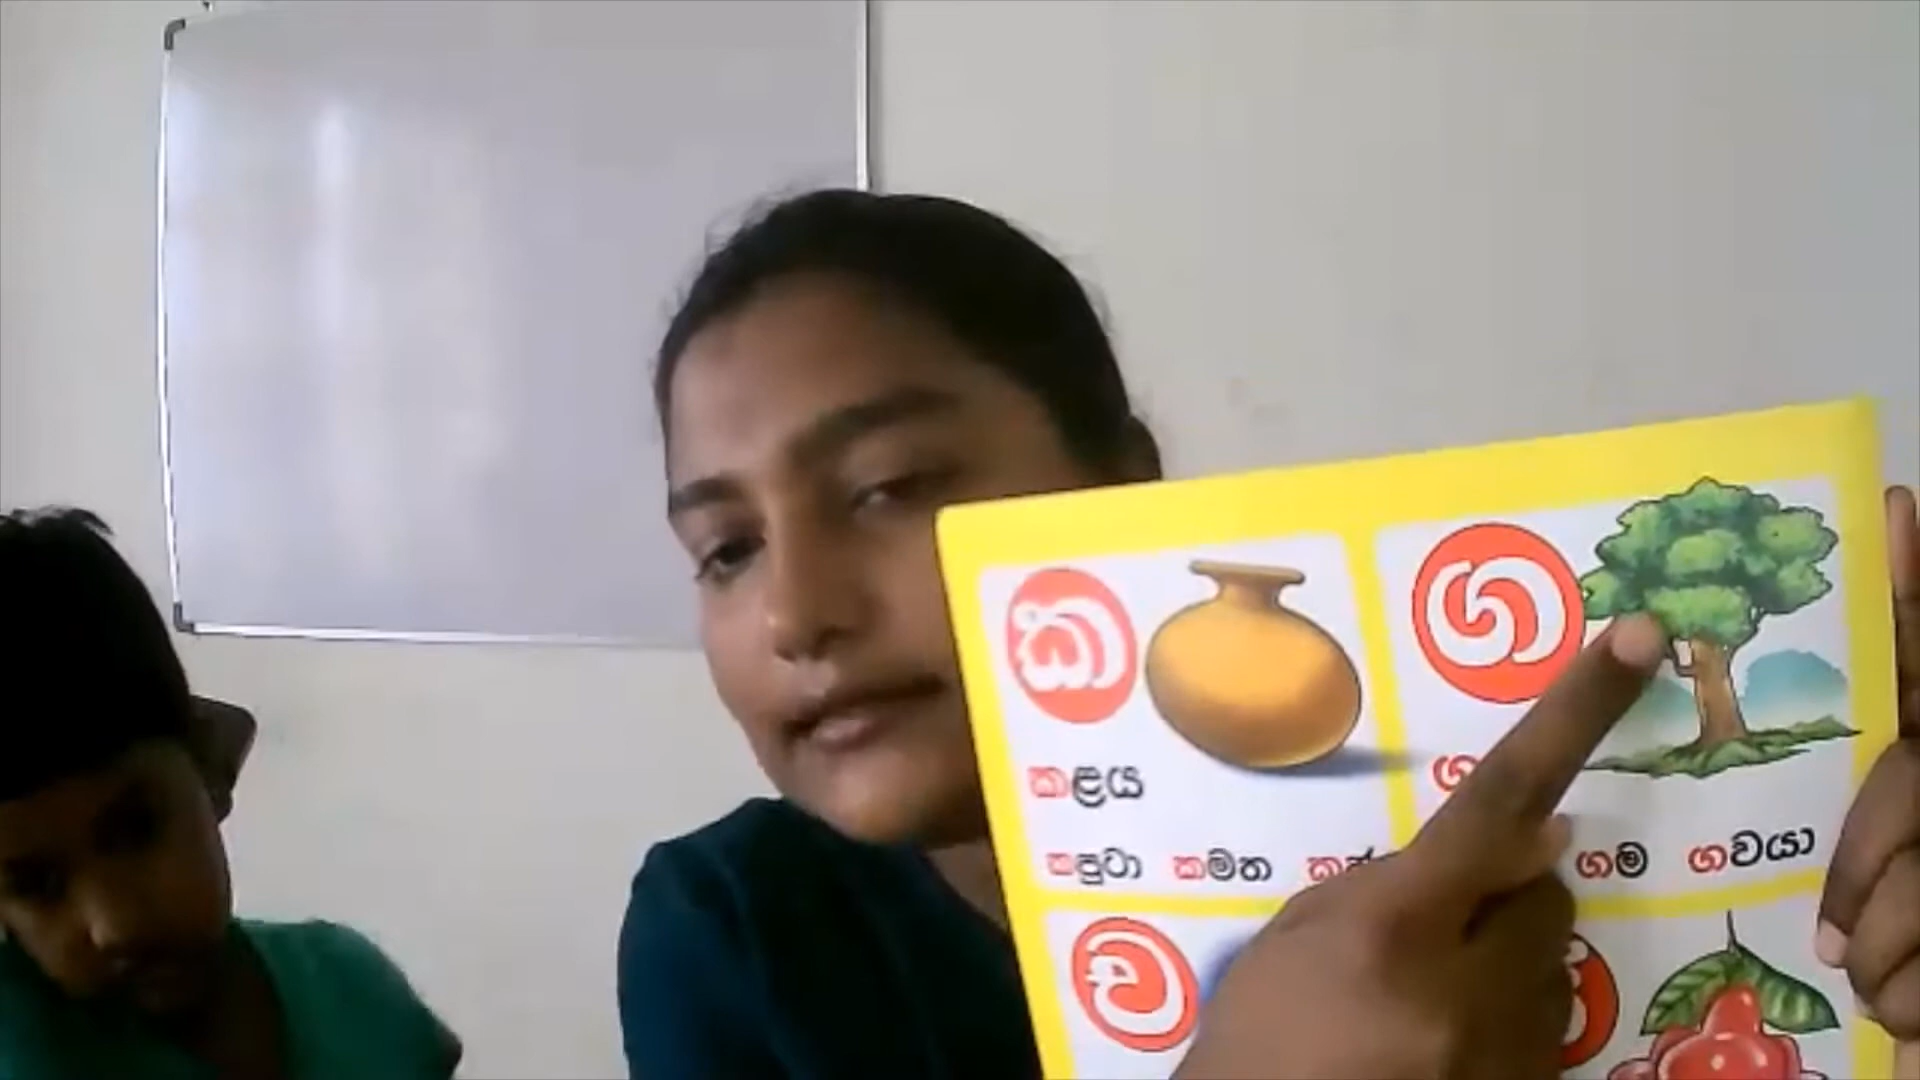 ක ග
කළය
කපුටා කමත
ගම ගවයා
ච